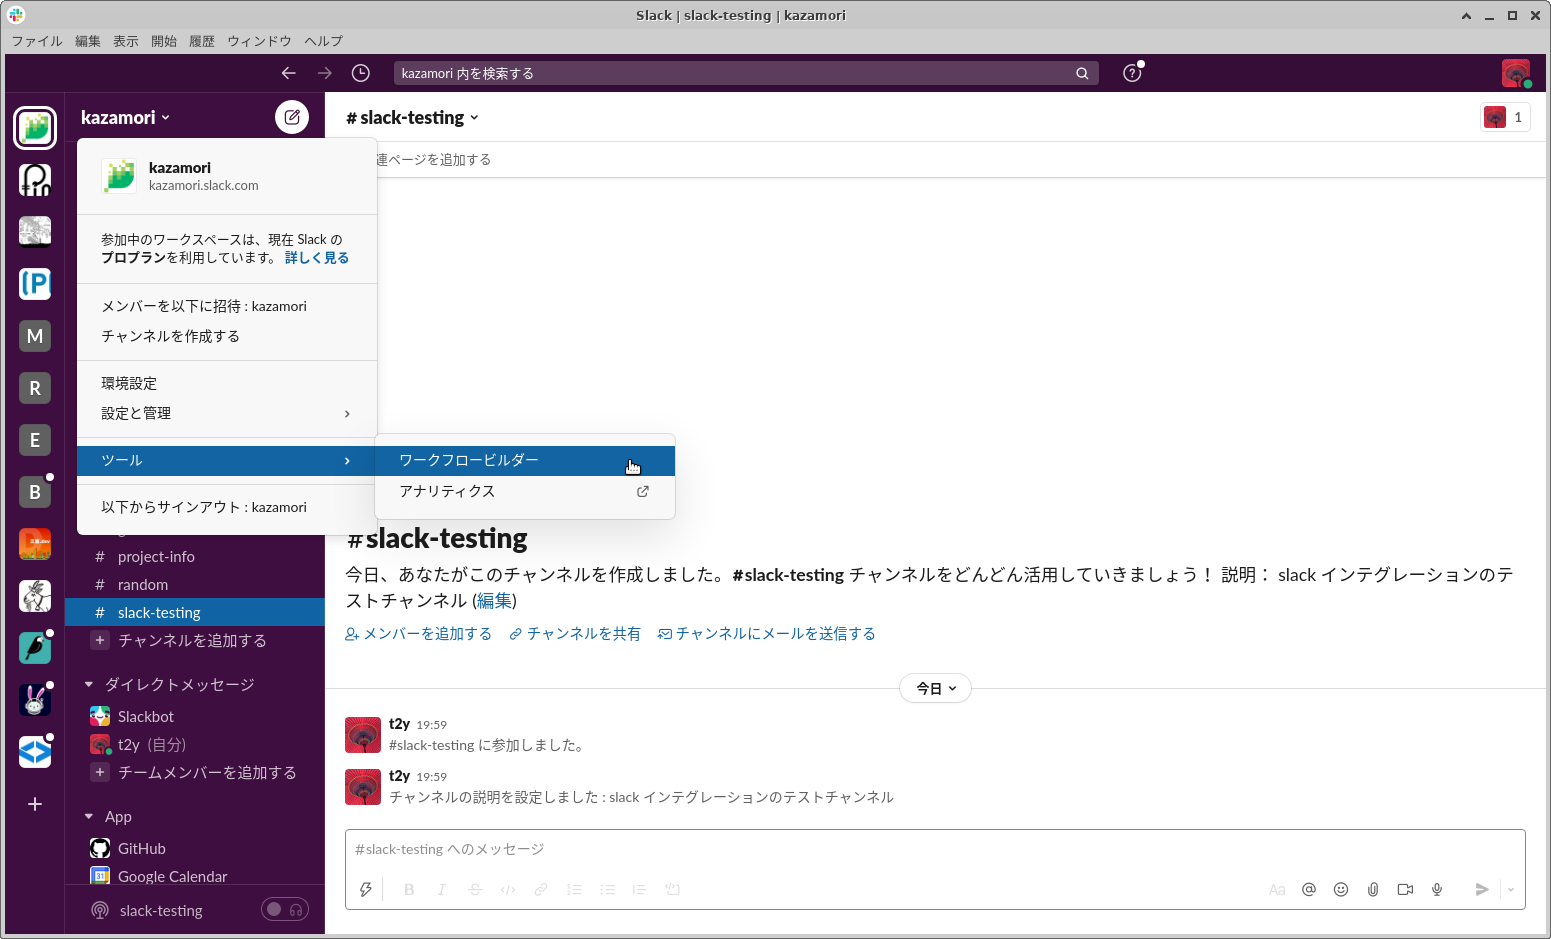 Slack | slack-testing | kazamori
ファイル 編集 表示 開始 履歴 ウィンドウ ヘルプ
kazamori 内を検索する
kazamori
#slack-testing
1
連ページを追加する
kazamori
kazamori.slack.com
参加中のワークスペースは、現在 Slack の
プロプランを利用しています。 詳しく見る
メンバーを以下に招待 : kazamori
チャンネルを作成する
環境設定
設定と管理
ツール
ワークフロービルダー
アナリティクス
以下からサインアウト : kazamori
M
R
E
B
# project-info
# random
# slack-testing
+ チャンネルを追加する
ダイレクトメッセージ
Slackbot
t2y (自分)
+ チームメンバーを追加する
App
GitHub
31 Google Calendar
slack-testing
#slack-testing
今日、あなたがこのチャンネルを作成しました。#slack-testing チャンネルをどんどん活用していきましょう！ 説明： slack インテグレーションのテ
ストチャンネル (編集)
メンバーを追加する チャンネルを共有 チャンネルにメールを送信する
今日
t2y 19:59
#slack-testing に参加しました。
t2y 19:59
チャンネルの説明を設定しました : slack インテグレーションのテストチャンネル
#slack-testing へのメッセージ
B I S </> Aa @